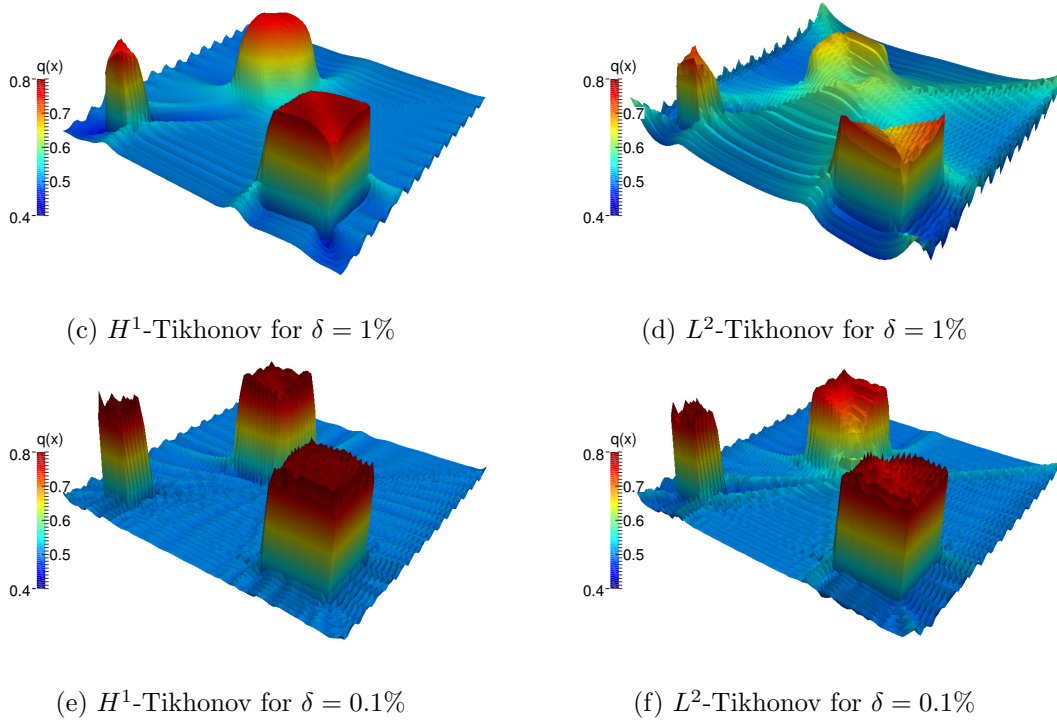 q(x)
0.8
0.7
0.6
0.5
0.4
q(x)
0.8
0.7
0.6
0.5
0.4
(c) H¹-Tikhonov for δ = 1%
(d) L²-Tikhonov for δ = 1%
q(x)
0.8
0.7
0.6
0.5
0.4
q(x)
0.8
0.7
0.6
0.5
0.4
(e) H¹-Tikhonov for δ = 0.1%
(f) L²-Tikhonov for δ = 0.1%